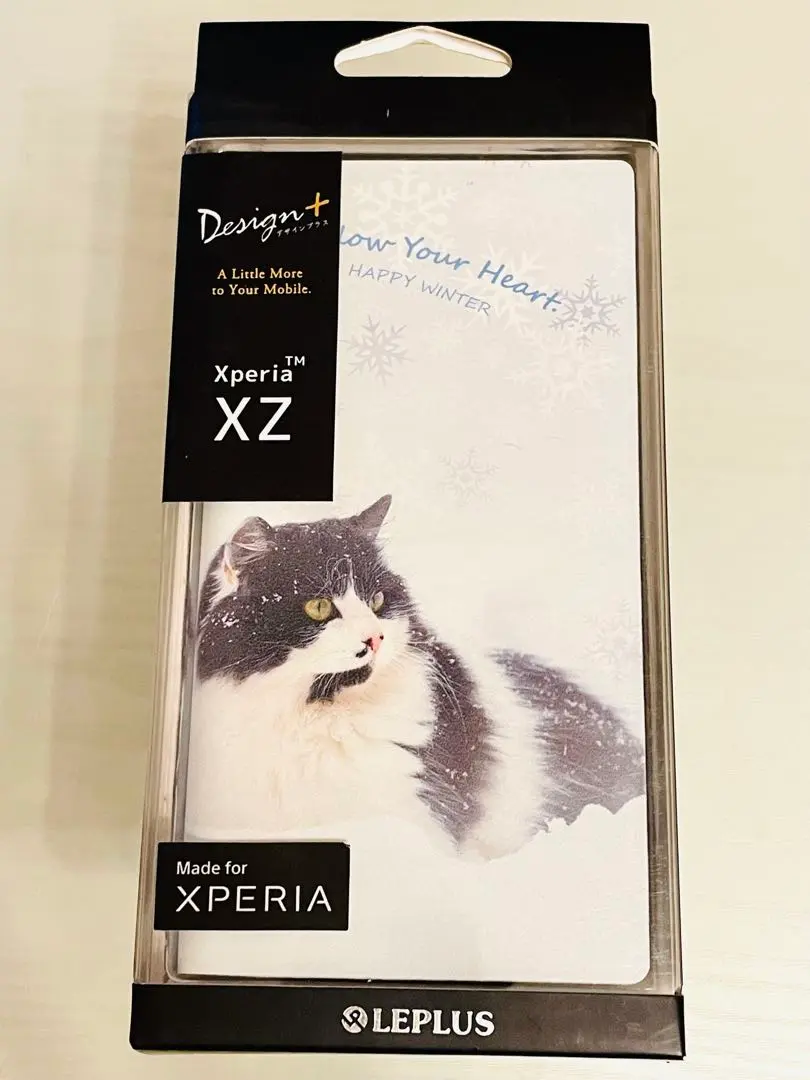 Design+
デザインプラス
A Little More
to Your Mobile.
Xperia™
XZ
low Your Heart.
HAPPY WINTER
Made for
XPERIA
LEPLUS